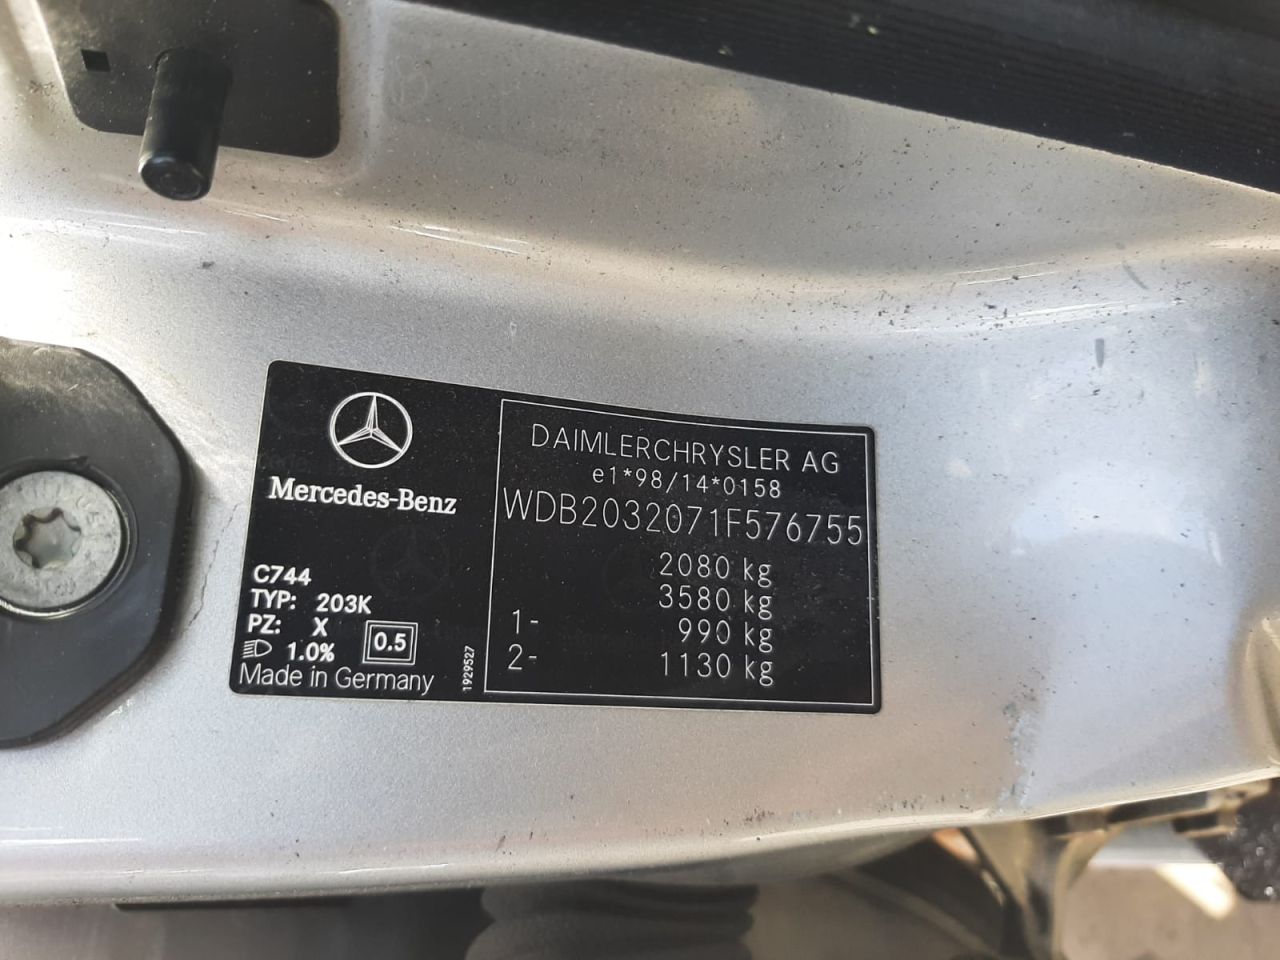 Mercedes-Benz
C744
TYP: 203K
PZ: X
1.0% 0.5
Made in Germany
1929527
DAIMLERCHRYSLER AG
e1*98/14*0158
WDB2032071F576755
2080 kg
3580 kg
1- 990 kg
2- 1130 kg